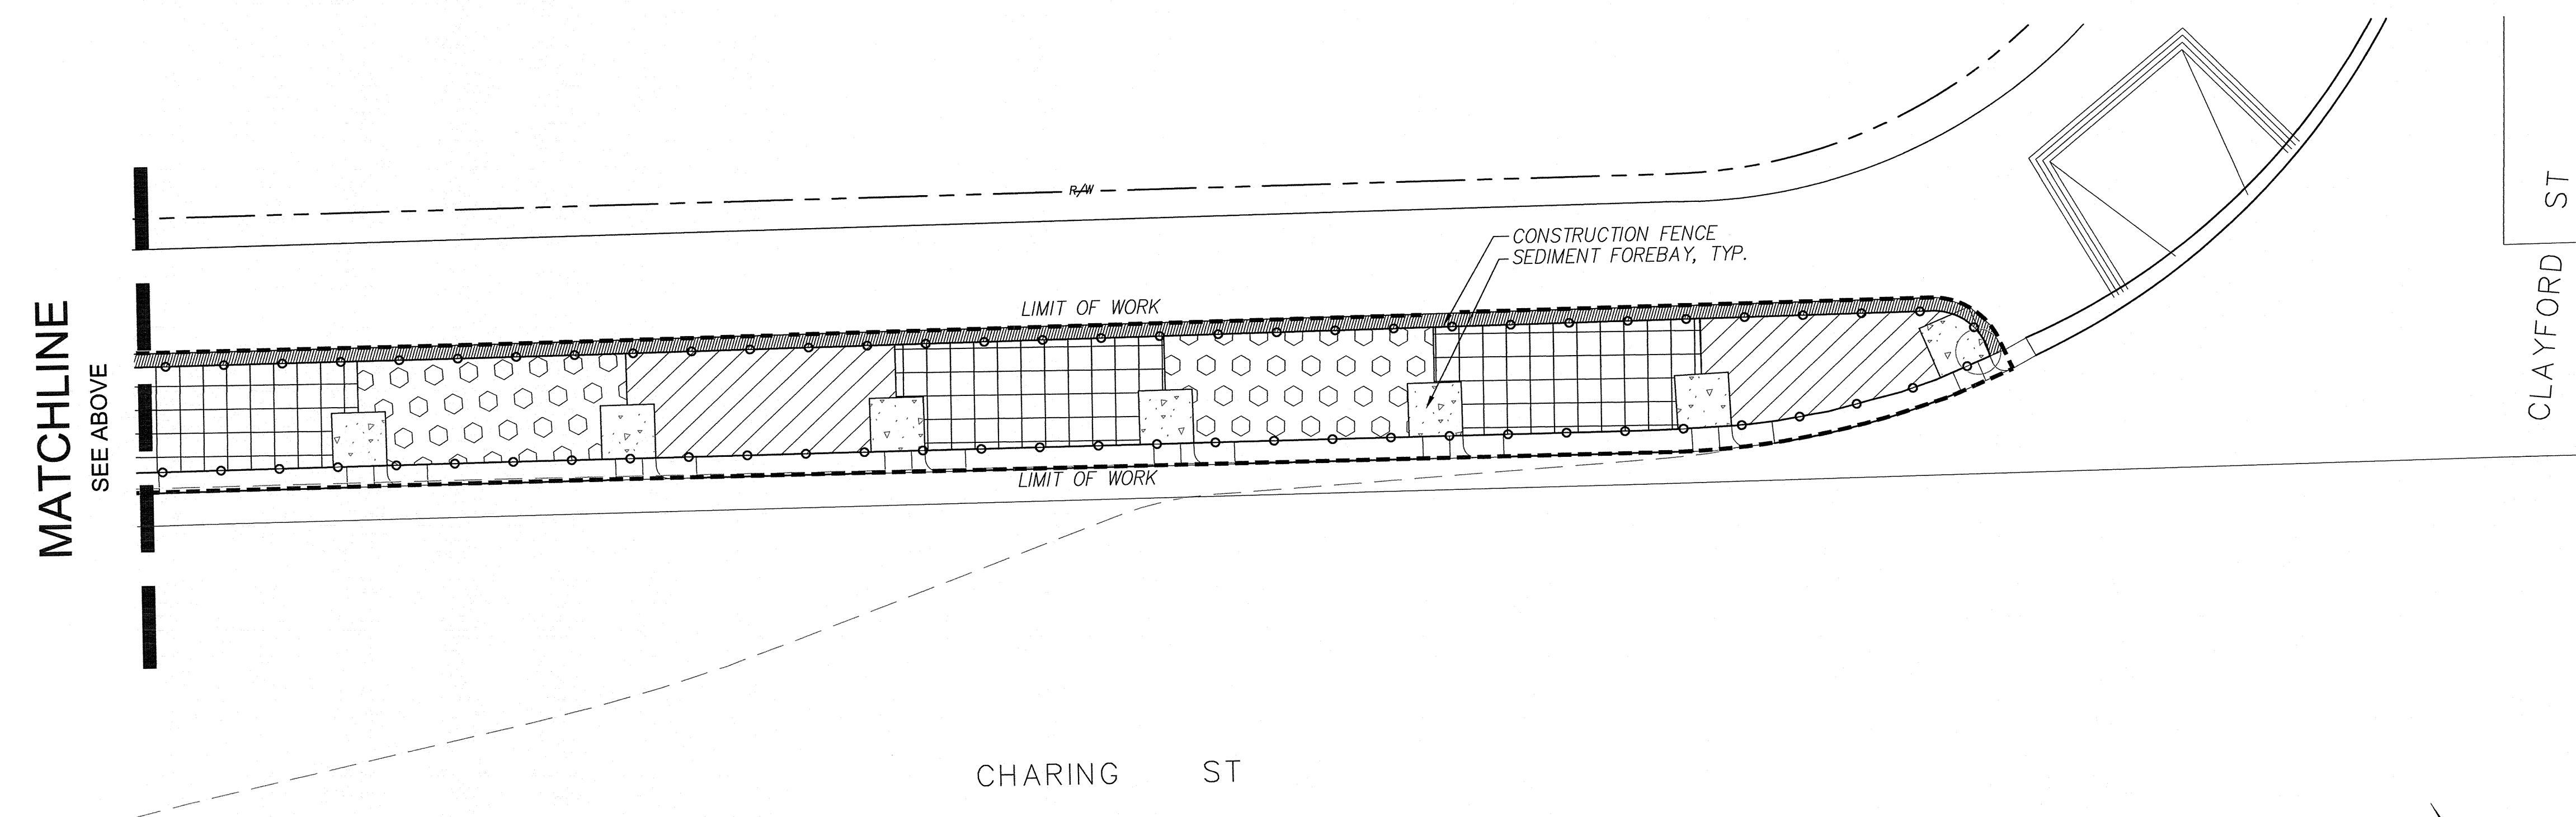 MATCHLINE
SEE ABOVE
R/W
CONSTRUCTION FENCE
SEDIMENT FOREBAY, TYP.
LIMIT OF WORK
LIMIT OF WORK
CHARING ST
CLAYFORD ST